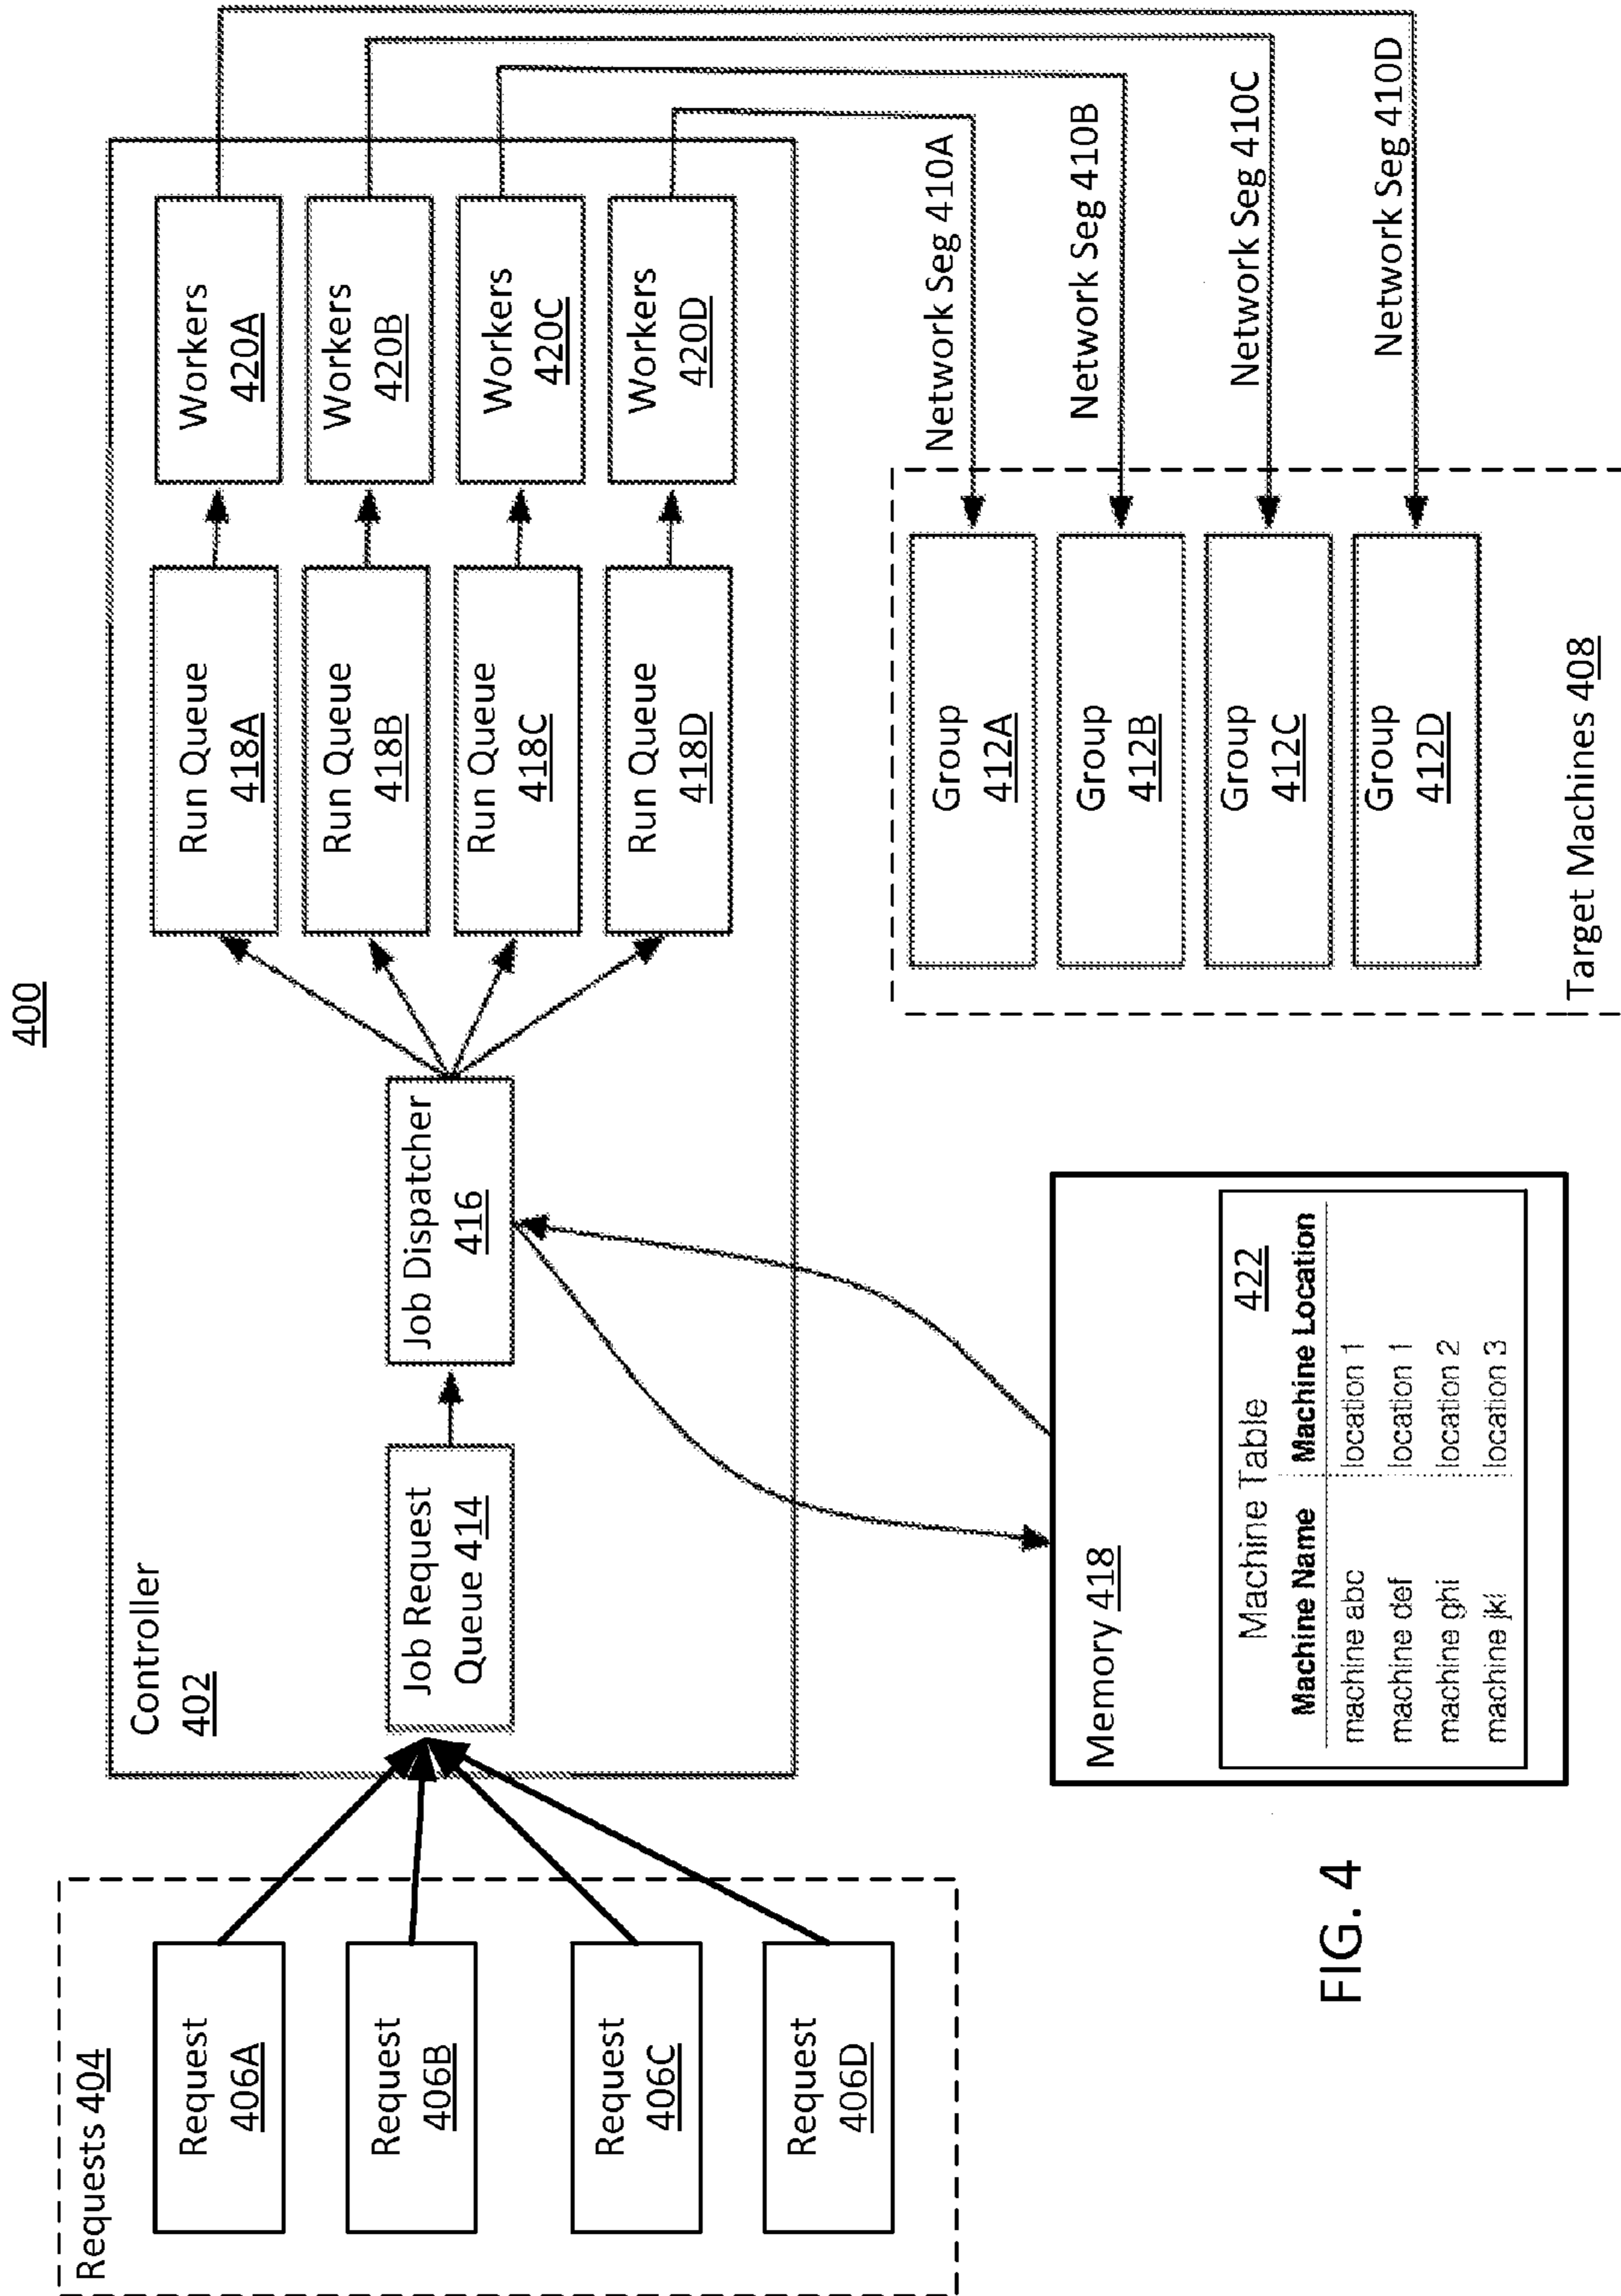 400
Requests 404
Request
406A
Request
406B
Request
406C
Request
406D
Controller
402
Job Request
Queue 414
Job Dispatcher
416
Run Queue
418A
Run Queue
418B
Run Queue
418C
Run Queue
418D
Workers
420A
Workers
420B
Workers
420C
Workers
420D
Network Seg 410A
Network Seg 410B
Network Seg 410C
Network Seg 410D
Group
412A
Group
412B
Group
412C
Group
412D
Target Machines 408
Memory 418
Machine Table 422
Machine Name Machine Location
machine abc location 1
machine def location 1
machine ghi location 2
machine jkl location 3
FIG. 4